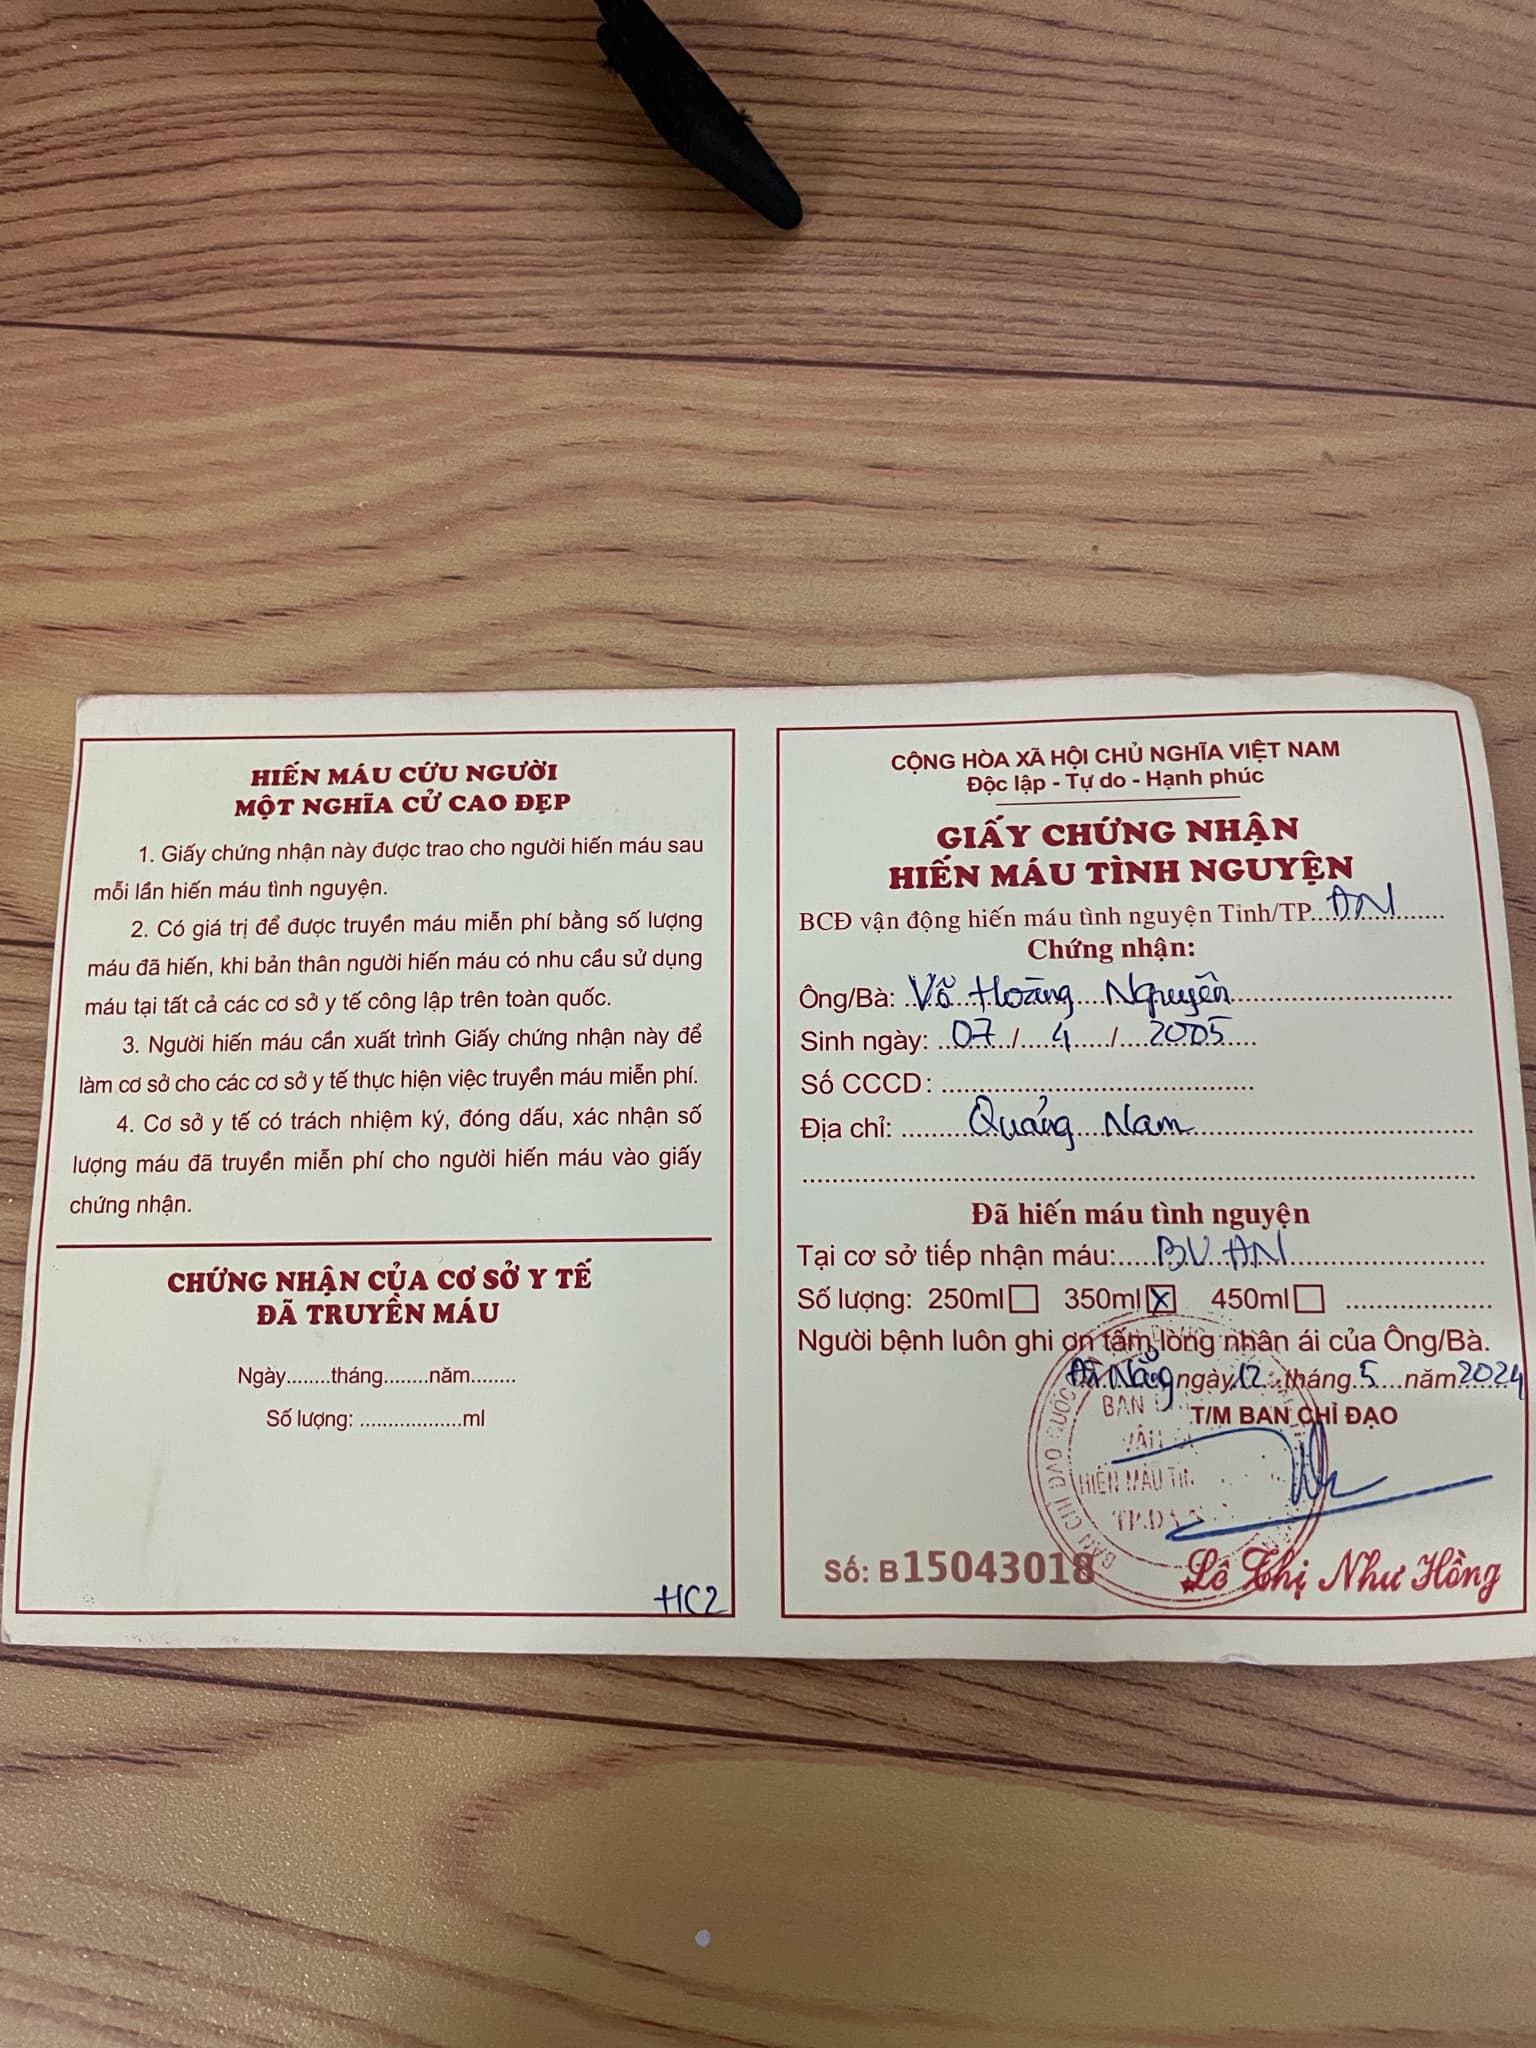 HIẾN MÁU CỨU NGƯỜI
MỘT NGHĨA CỬ CAO ĐẸP
1. Giấy chứng nhận này được trao cho người hiến máu sau
mỗi lần hiến máu tình nguyện.
2. Có giá trị để được truyền máu miễn phí bằng số lượng
máu đã hiến, khi bản thân người hiến máu có nhu cầu sử dụng
máu tại tất cả các cơ sở y tế công lập trên toàn quốc.
3. Người hiến máu cần xuất trình Giấy chứng nhận này để
làm cơ sở cho các cơ sở y tế thực hiện việc truyền máu miễn phí.
4. Cơ sở y tế có trách nhiệm ký, đóng dấu, xác nhận số
lượng máu đã truyền miễn phí cho người hiến máu vào giấy
chứng nhận.
CHỨNG NHẬN CỦA CƠ SỞ Y TẾ
ĐÃ TRUYỀN MÁU
Ngày........tháng........năm........
Số lượng: ..................ml
HC2
CỘNG HÒA XÃ HỘI CHỦ NGHĨA VIỆT NAM
Độc lập - Tự do - Hạnh phúc
GIẤY CHỨNG NHẬN
HIẾN MÁU TÌNH NGUYỆN
BCĐ vận động hiến máu tình nguyện Tỉnh/TP...ĐN
Chứng nhận:
Ông/Bà: Võ Hoàng Nguyên
Sinh ngày: 07/4/2005
Số CCCD: ........................................
Địa chỉ: Quảng Nam
Đã hiến máu tình nguyện
Tại cơ sở tiếp nhận máu: BV ĐN
Số lượng: 250ml☐ 350ml☒ 450ml☐ ...................
Người bệnh luôn ghi ơn tấm lòng nhân ái của Ông/Bà.
Đà Nẵng ngày 12 tháng 5 năm 2024
T/M BAN CHỈ ĐẠO
HIẾN MÁU
Số: B15043018
Lê Thị Như Hồng